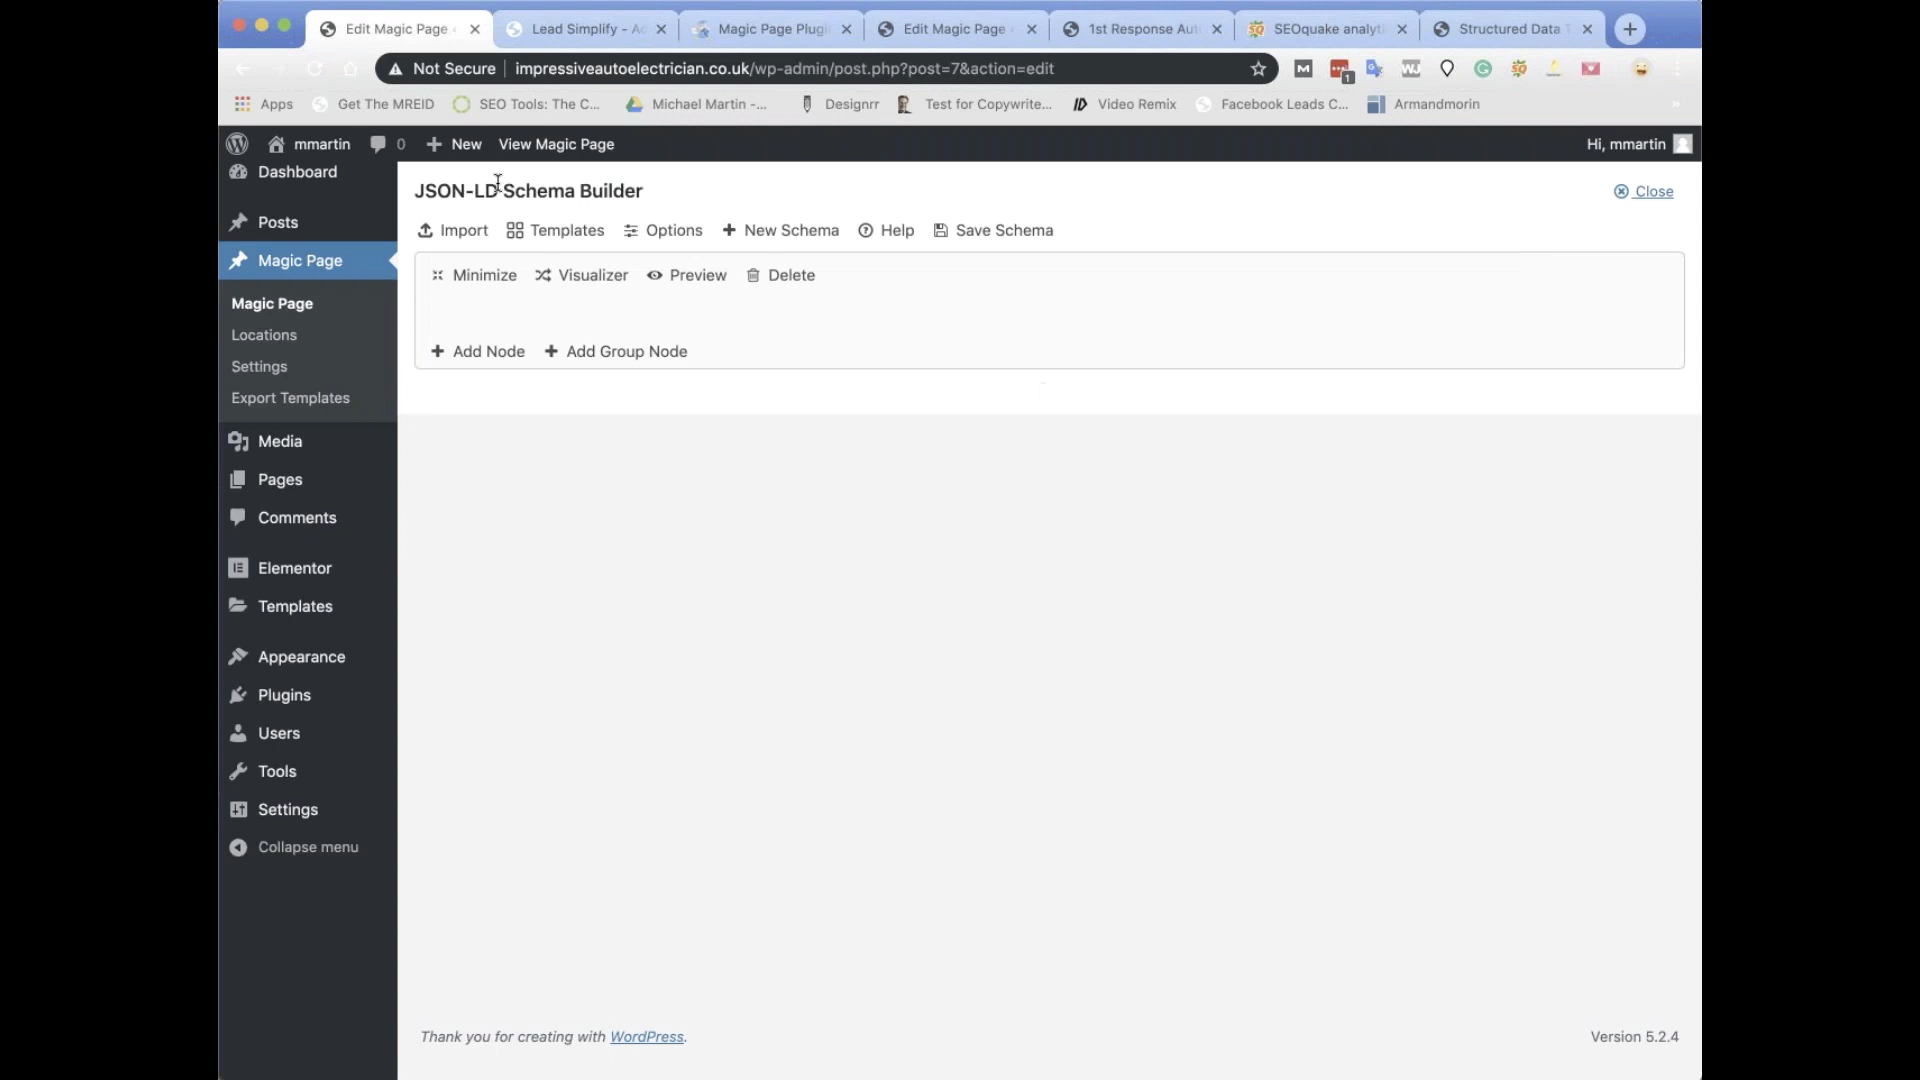 Edit Magic Page
Lead Simplify - Ad
Magic Page Plugi
Edit Magic Page
1st Response Aut
SEOquake analyt
Structured Data T
Not Secure impressiveautoelectrician.co.uk/wp-admin/post.php?post=7&action=edit
Apps Get The MREID SEO Tools: The C... Michael Martin -... Designrr Test for Copywrite... Video Remix Facebook Leads C... Armandmorin
mmartin 0 New View Magic Page Hi, mmartin
Dashboard
Posts
Magic Page
Magic Page
Locations
Settings
Export Templates
Media
Pages
Comments
Elementor
Templates
Appearance
Plugins
Users
Tools
Settings
Collapse menu
JSON-LD Schema Builder
Close
Import Templates Options New Schema Help Save Schema
Minimize Visualizer Preview Delete
Add Node Add Group Node
Thank you for creating with WordPress.
Version 5.2.4